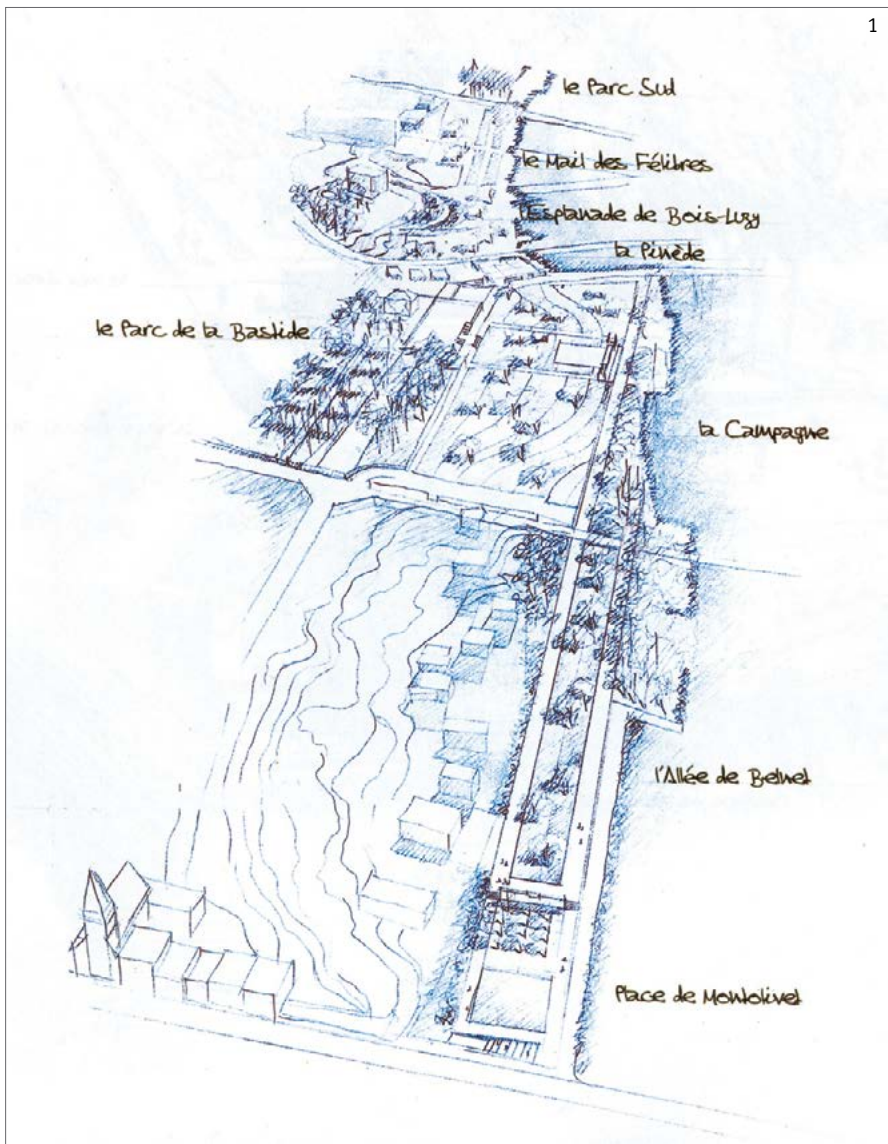 1
le Parc Sud
le Mail des Félibres
l'Esplanade de Bois-Luzy
la Pinède
le Parc de la Bastide
la Campagne
l'Allée de Beluet
Place de Montolivet